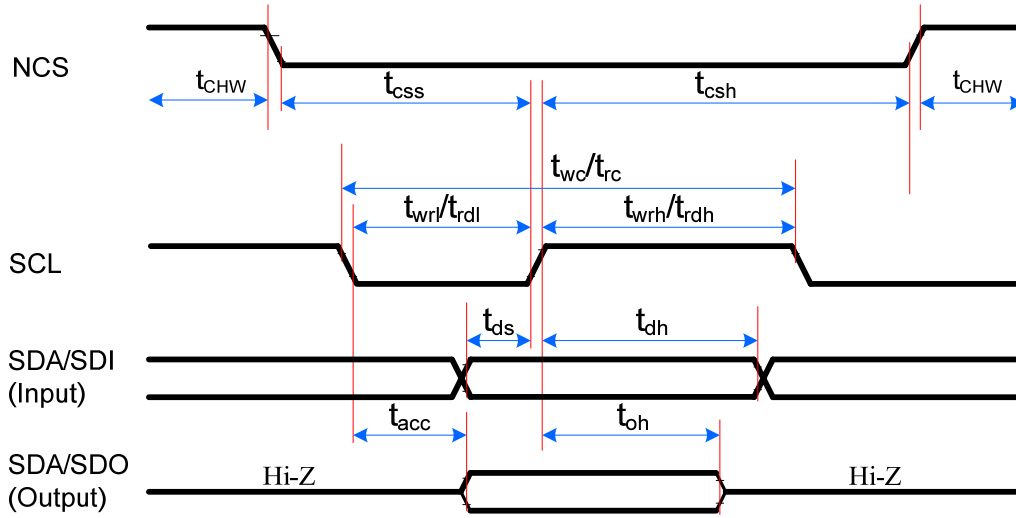 NCS
tCHW
tcss
tcsh
tCHW
twc/trc
twrl/trdl
twrh/trdh
SCL
tds
tdh
SDA/SDI
(Input)
tacc
toh
SDA/SDO
(Output)
Hi-Z
Hi-Z